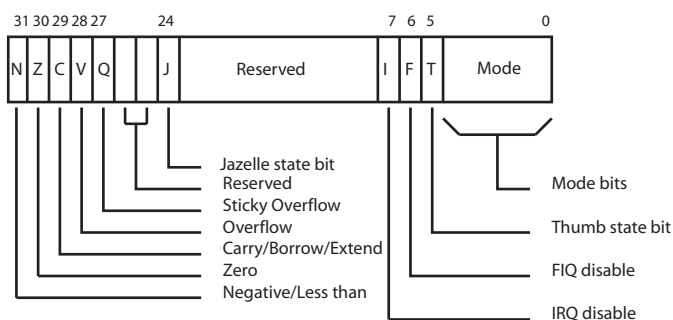 31 30 29 28 27 24 7 6 5 0
N Z C V Q J Reserved I F T Mode
Jazelle state bit
Reserved
Sticky Overflow
Overflow
Carry/Borrow/Extend
Zero
Negative/Less than
Mode bits
Thumb state bit
FIQ disable
IRQ disable